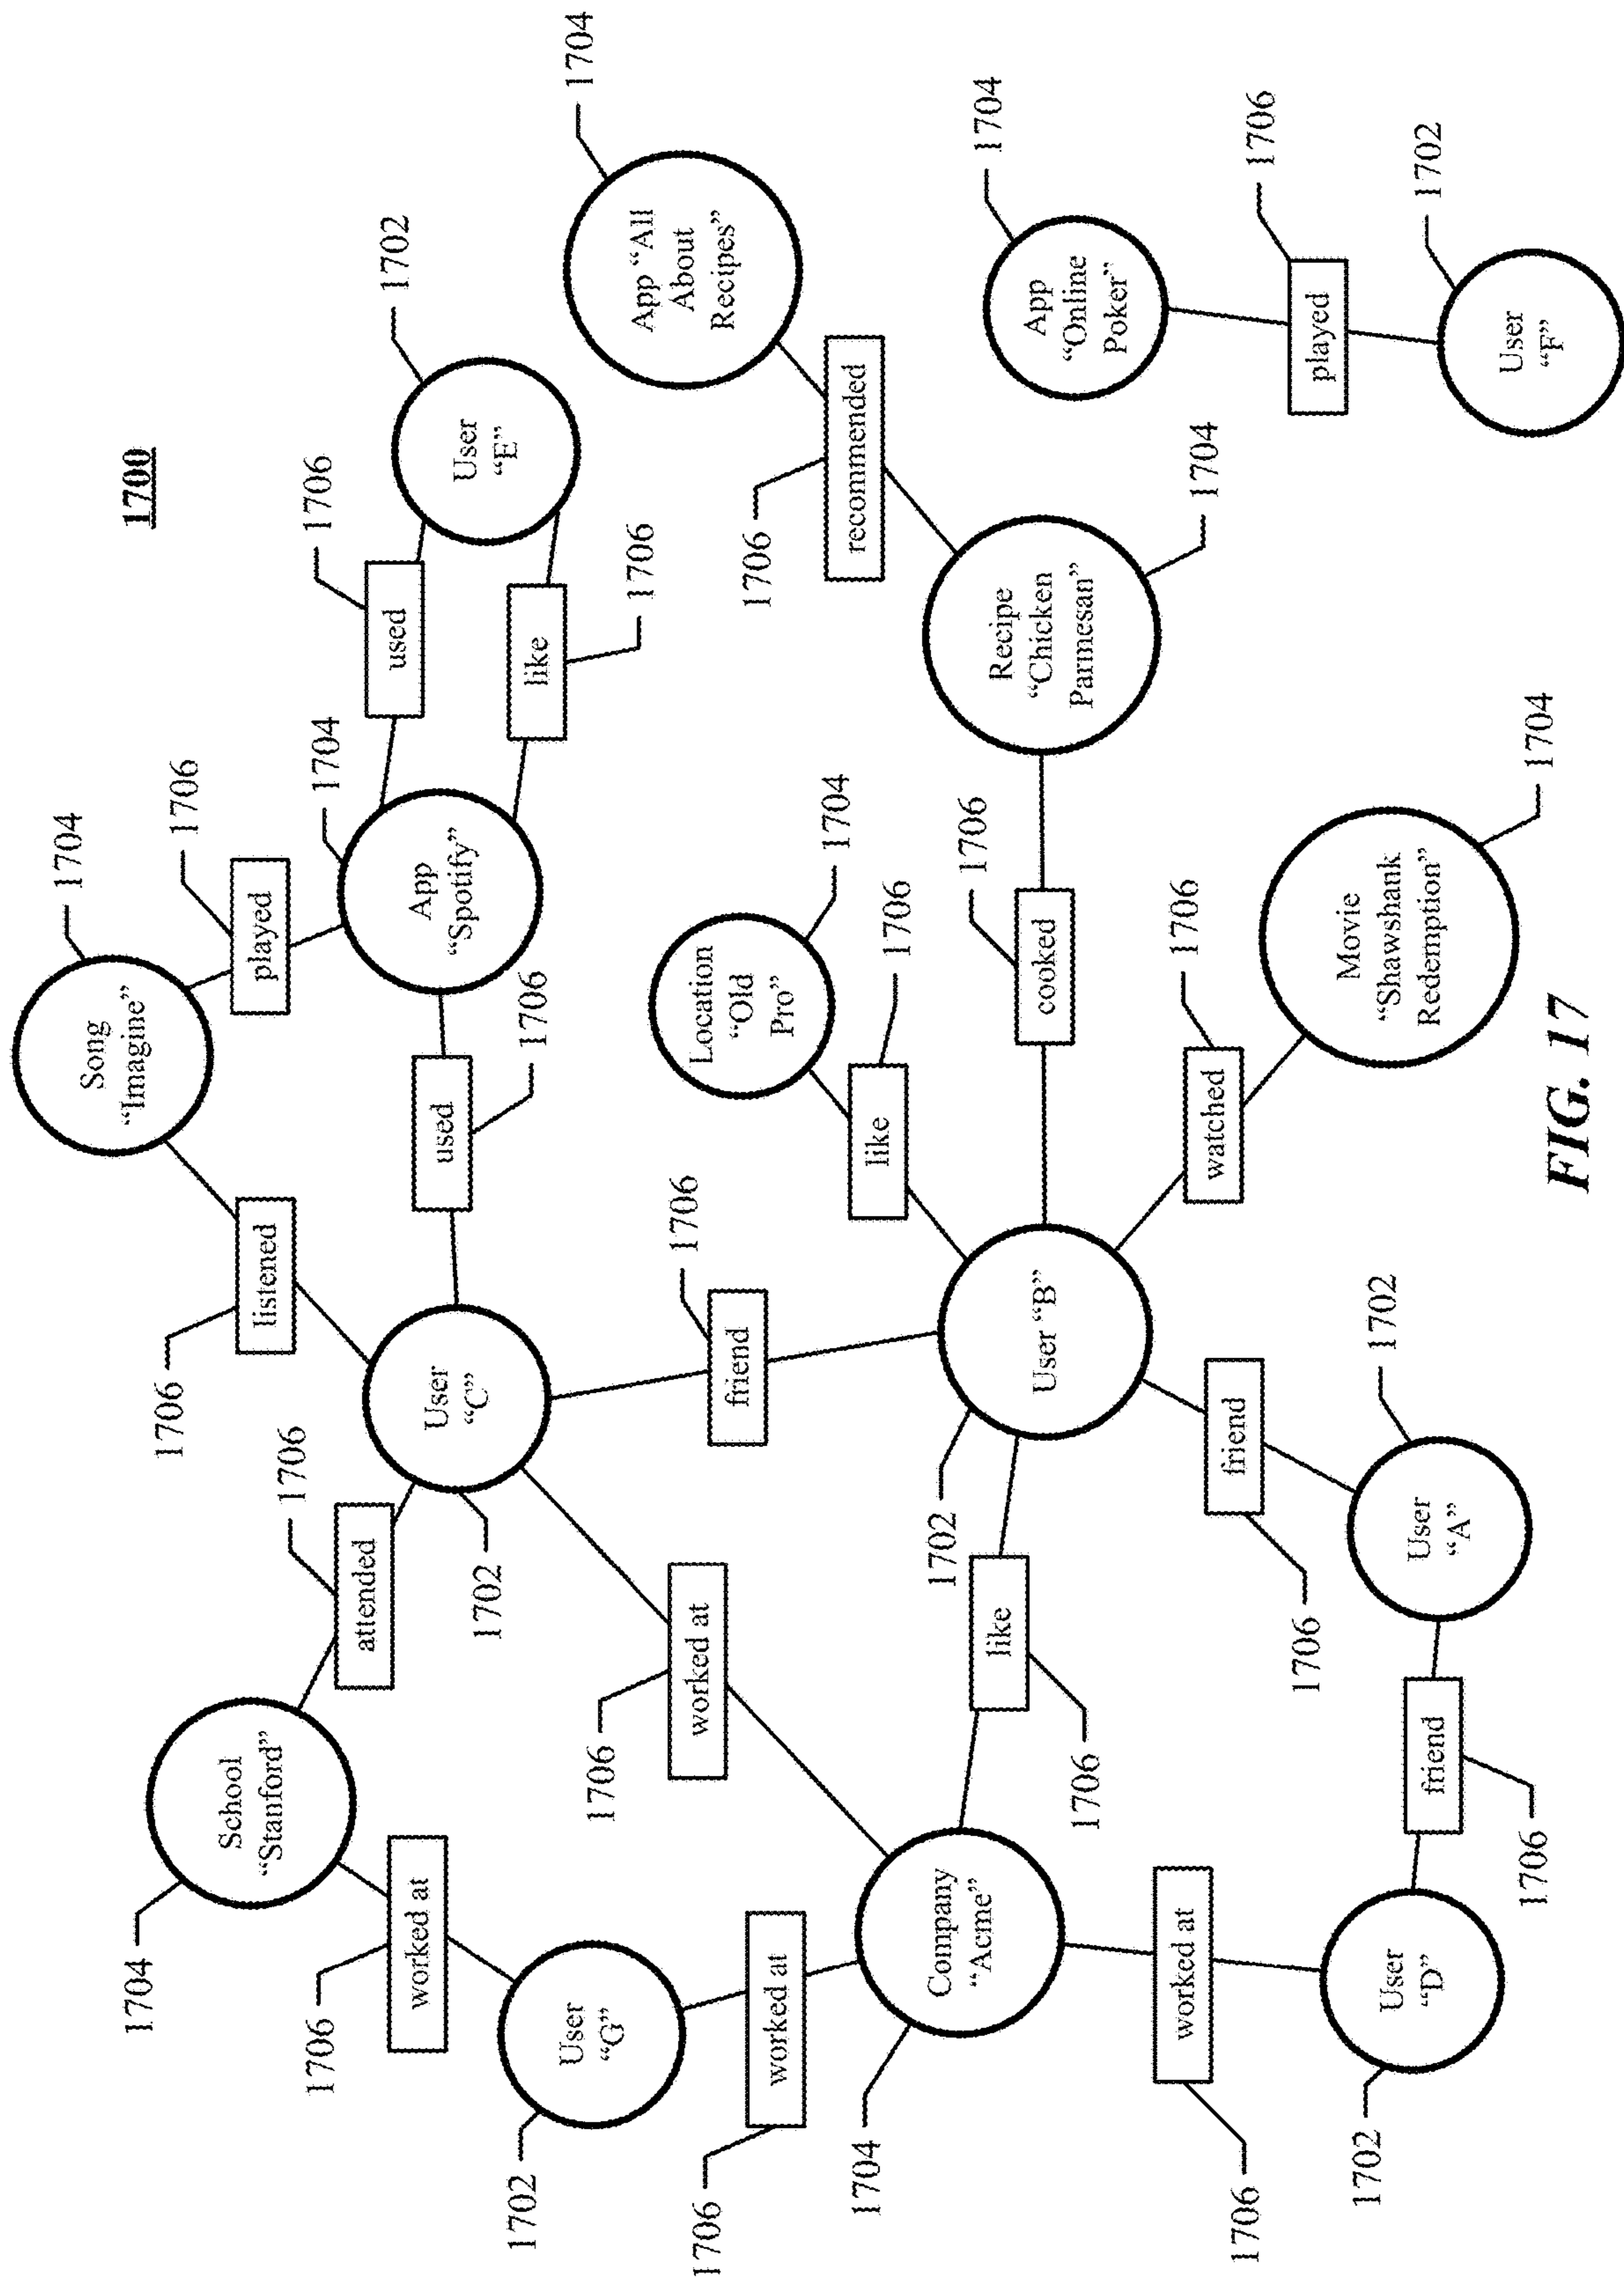 1704
Song
“Imagine”
1704
1700
1706
1706
School
“Stanford”
listened
played
1706
1706
1706
1704
attended
used
1702
worked at
App
“Spotify”
User
“C”
used
User
“E”
1702
1702
1706
like
User
“G”
1704
1706
1706
App “All
About
Recipes”
1706
worked at
Location
“Old
Pro”
1706
friend
1706
worked at
1704
recommended
1704
like
1706
Company
“Acme”
1702
1706
1704
like
Recipe
“Chicken
Parmesan”
App
“Online
Poker”
User “B”
cooked
1706
worked at
1706
1704
friend
watched
1706
1706
1706
played
Movie
“Shawshank
Redemption”
1702
1702
User
“D”
User
“A”
1702
friend
User
“F”
1706
1704
FIG. 17